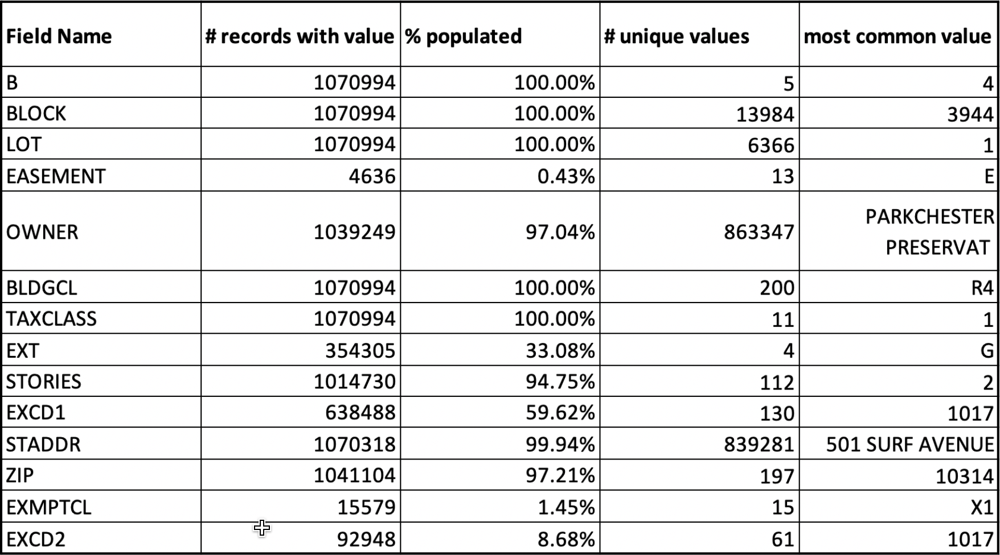 Field Name # records with value % populated # unique values most common value
B 1070994 100.00% 5 4
BLOCK 1070994 100.00% 13984 3944
LOT 1070994 100.00% 6366 1
EASEMENT 4636 0.43% 13 E
OWNER 1039249 97.04% 863347 PARKCHESTER
PRESERVAT
BLDGCL 1070994 100.00% 200 R4
TAXCLASS 1070994 100.00% 11 1
EXT 354305 33.08% 4 G
STORIES 1014730 94.75% 112 2
EXCD1 638488 59.62% 130 1017
STADDR 1070318 99.94% 839281 501 SURF AVENUE
ZIP 1041104 97.21% 197 10314
EXMPTCL 15579 1.45% 15 X1
EXCD2 92948 8.68% 61 1017